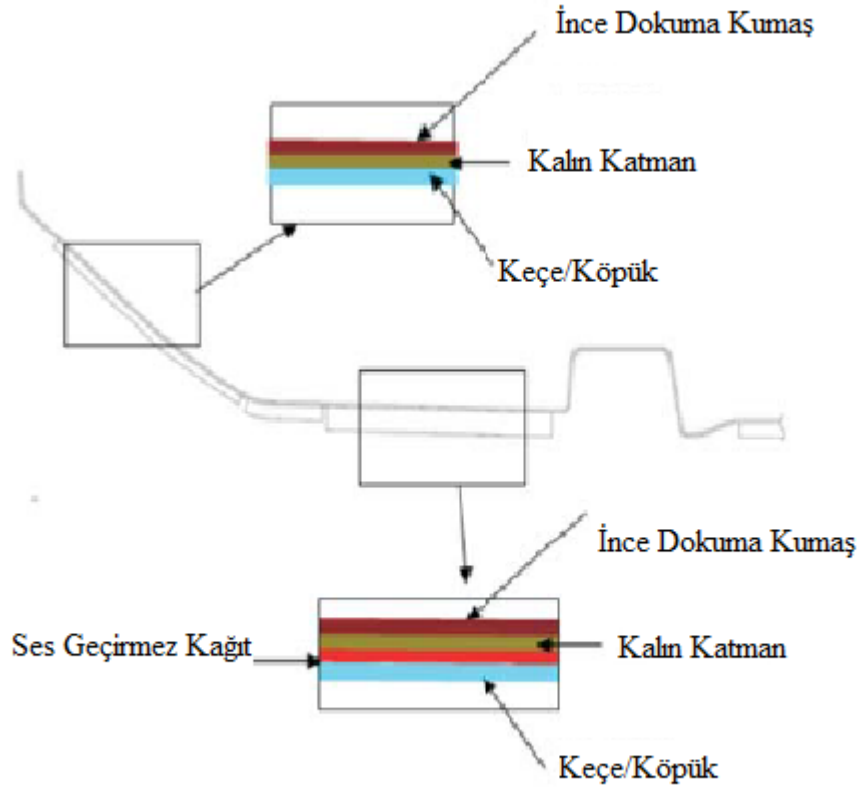 İnce Dokuma Kumaş
Kalın Katman
Keçe/Köpük
İnce Dokuma Kumaş
Ses Geçirmez Kağıt
Kalın Katman
Keçe/Köpük